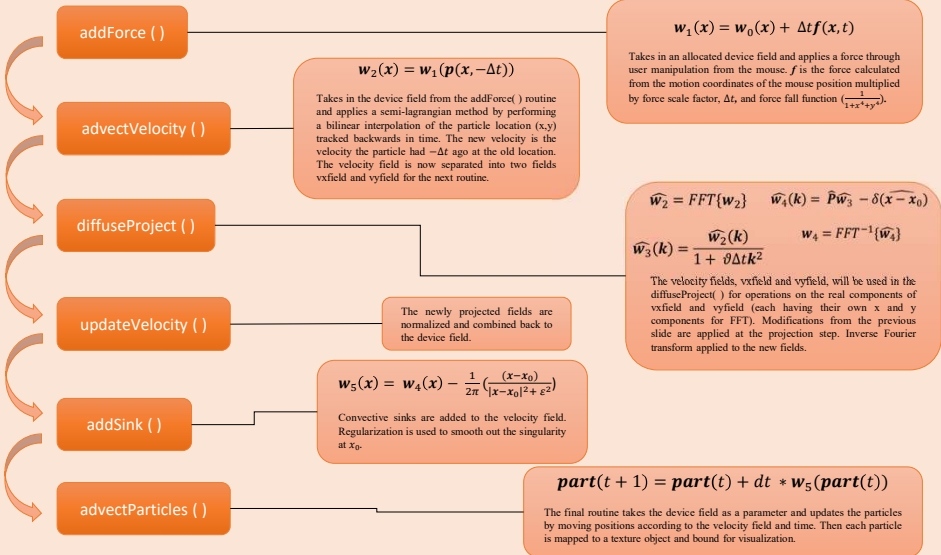 addForce ( )
w₁(x) = w₀(x) + Δtf(x,t)
Takes in an allocated device field and applies a force through
user manipulation from the mouse. f is the force calculated
from the motion coordinates of the mouse position multiplied
by force scale factor, Δt, and force fall function (1/(1+x⁴+y⁴)).
advectVelocity ( )
w₂(x) = w₁(p(x,−Δt))
Takes in the device field from the addForce( ) routine
and applies a semi-lagrangian method by performing
a bilinear interpolation of the particle location (x,y)
tracked backwards in time. The new velocity is the
velocity the particle had −Δt ago at the old location.
The velocity field is now separated into two fields
vxfield and vyfield for the next routine.
diffuseProject ( )
ŵ₂ = FFT{w₂} ŵ₄(k) = P̂ŵ₃ − δ(x − x₀)^
ŵ₃(k) = ŵ₂(k)/(1 + ϑΔtk²) w₄ = FFT⁻¹{ŵ₄}
The velocity fields, vxfield and vyfield, will be used in the
diffuseProject( ) for operations on the real components of
vxfield and vyfield (each having their own x and y
components for FFT). Modifications from the previous
slide are applied at the projection step. Inverse Fourier
transform applied to the new fields.
updateVelocity ( )
The newly projected fields are
normalized and combined back to
the device field.
addSink ( )
w₅(x) = w₄(x) − 1/2π((x−x₀)/(|x−x₀|²+ ε²))
Convective sinks are added to the velocity field.
Regularization is used to smooth out the singularity
at x₀.
advectParticles ( )
part(t + 1) = part(t) + dt * w₅(part(t))
The final routine takes the device field as a parameter and updates the particles
by moving positions according to the velocity field and time. Then each particle
is mapped to a texture object and bound for visualization.